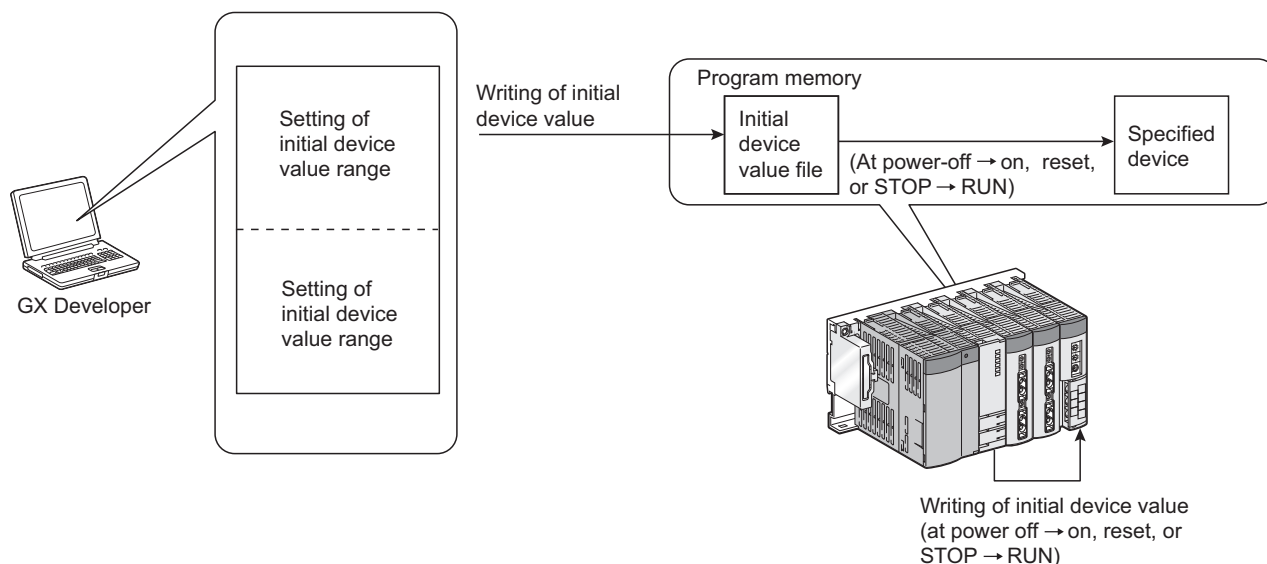 Setting of
initial device
value range
Setting of
initial device
value range
GX Developer
Writing of initial
device value
Program memory
Initial
device
value file
(At power-off → on, reset,
or STOP → RUN)
Specified
device
Writing of initial device value
(at power off → on, reset, or
STOP → RUN)